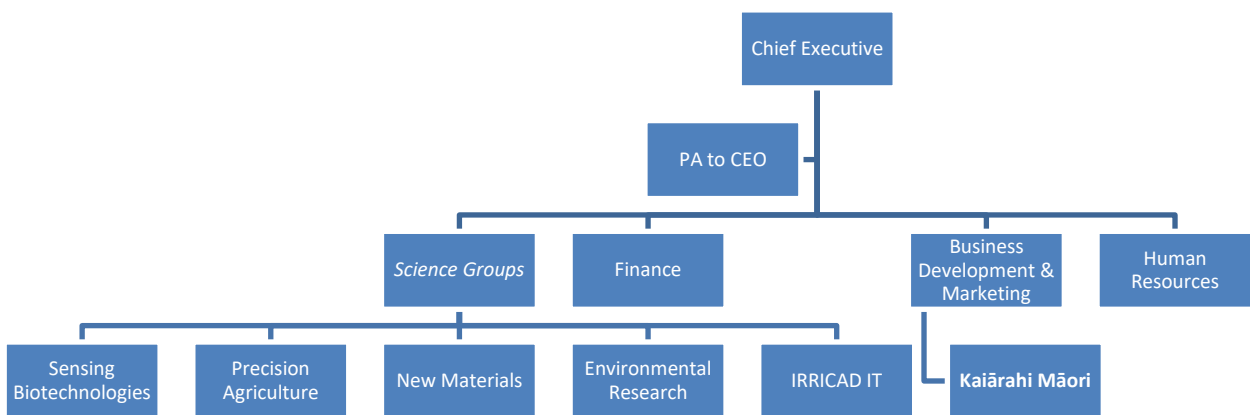 Chief Executive
PA to CEO
Science Groups
Finance
Business
Development &
Marketing
Human
Resources
Sensing
Biotechnologies
Precision
Agriculture
New Materials
Environmental
Research
IRRICAD IT
Kaiārahi Māori